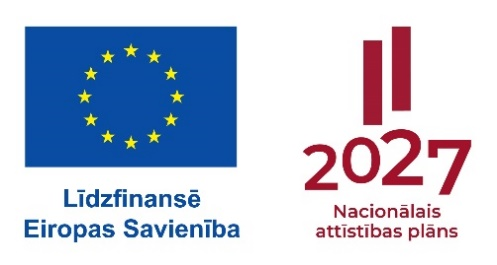 Līdzfinansē
Eiropas Savienība
2027
Nacionālais
attīstības plāns